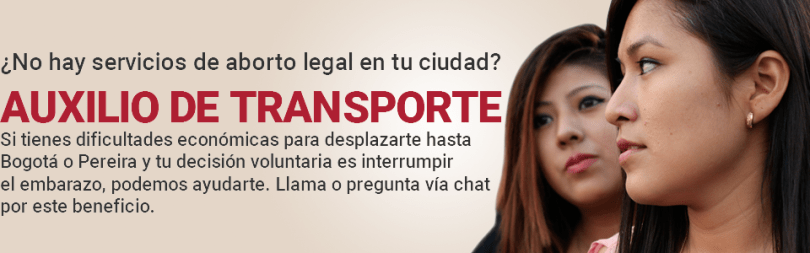 ¿No hay servicios de aborto legal en tu ciudad?
AUXILIO DE TRANSPORTE
Si tienes dificultades económicas para desplazarte hasta
Bogotá o Pereira y tu decisión voluntaria es interrumpir
el embarazo, podemos ayudarte. Llama o pregunta vía chat
por este beneficio.